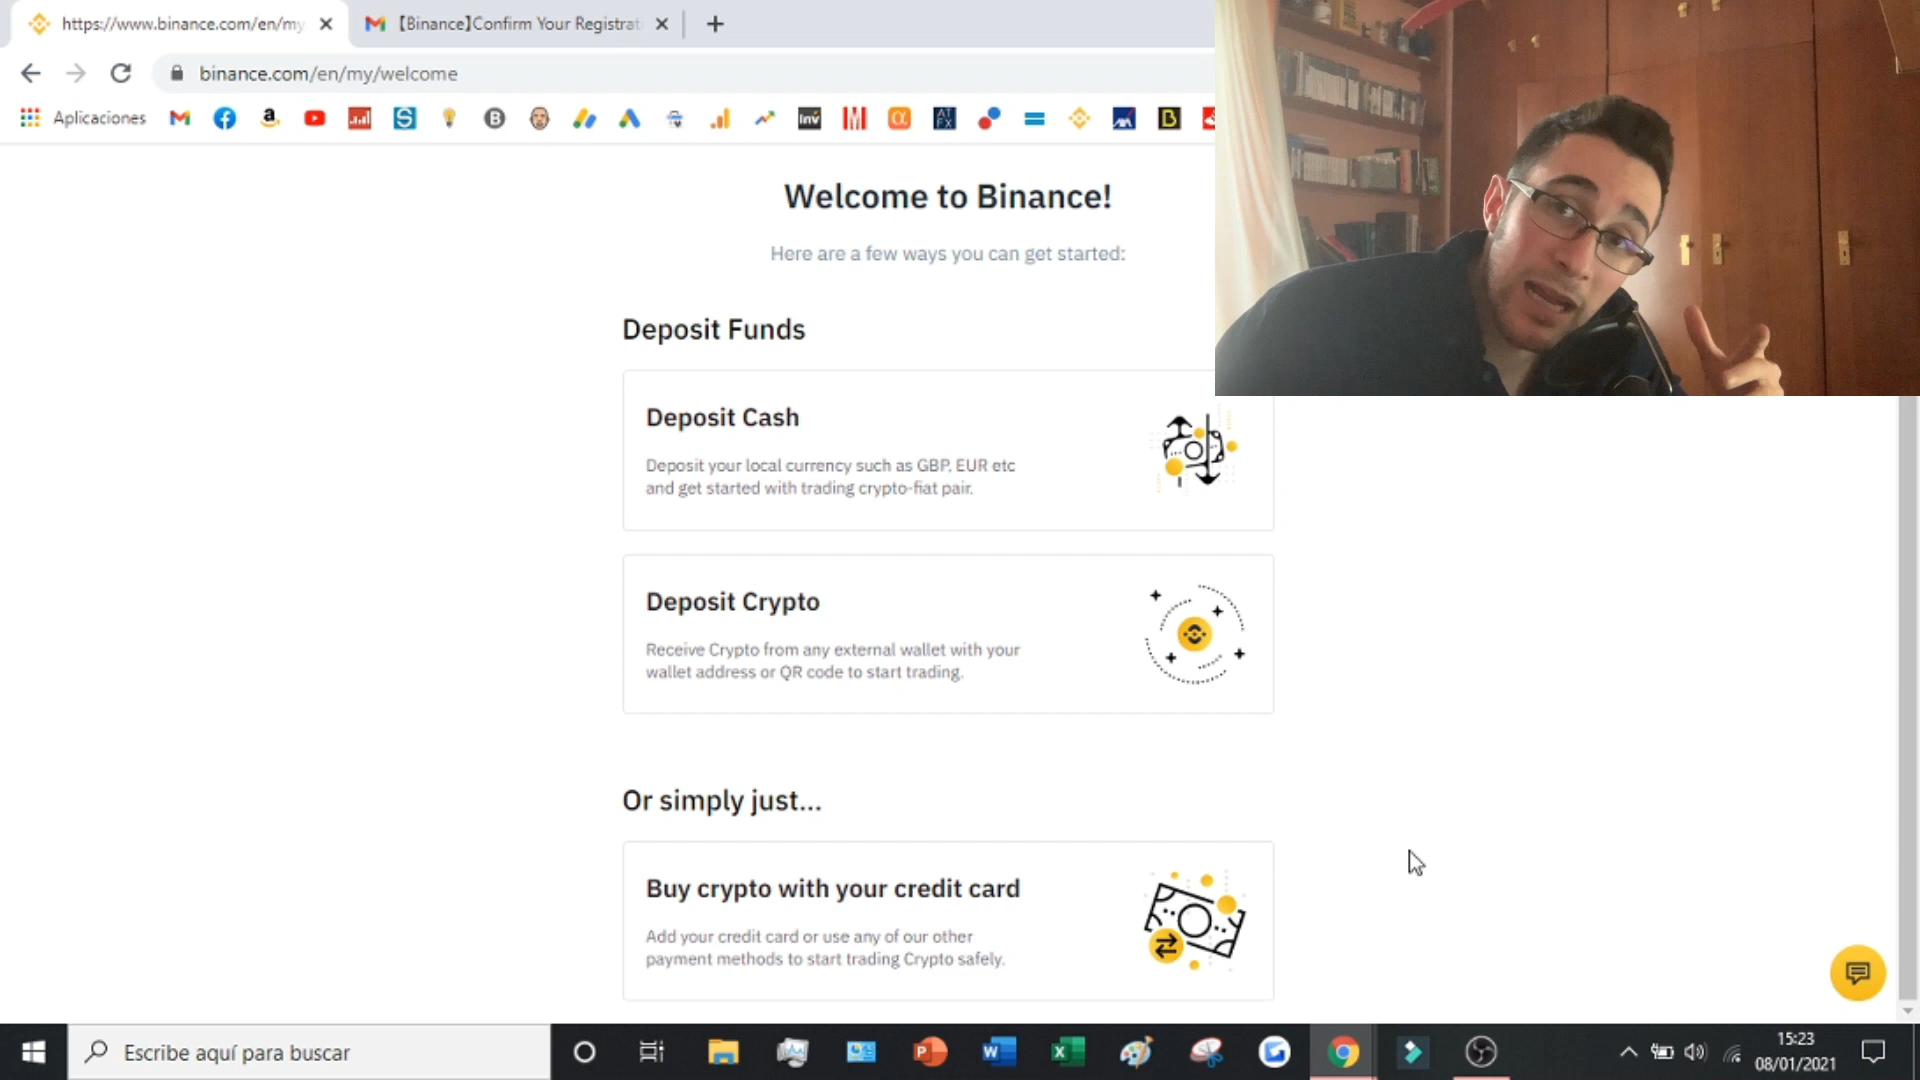 https://www.binance.com/en/my
【Binance】Confirm Your Registrat
binance.com/en/my/welcome
Aplicaciones
Welcome to Binance!
Here are a few ways you can get started:
Deposit Funds
Deposit Cash
Deposit your local currency such as GBP, EUR etc
and get started with trading crypto-fiat pair.
Deposit Crypto
Receive Crypto from any external wallet with your
wallet address or QR code to start trading.
Or simply just...
Buy crypto with your credit card
Add your credit card or use any of our other
payment methods to start trading Crypto safely.
Escribe aquí para buscar
15:23
08/01/2021